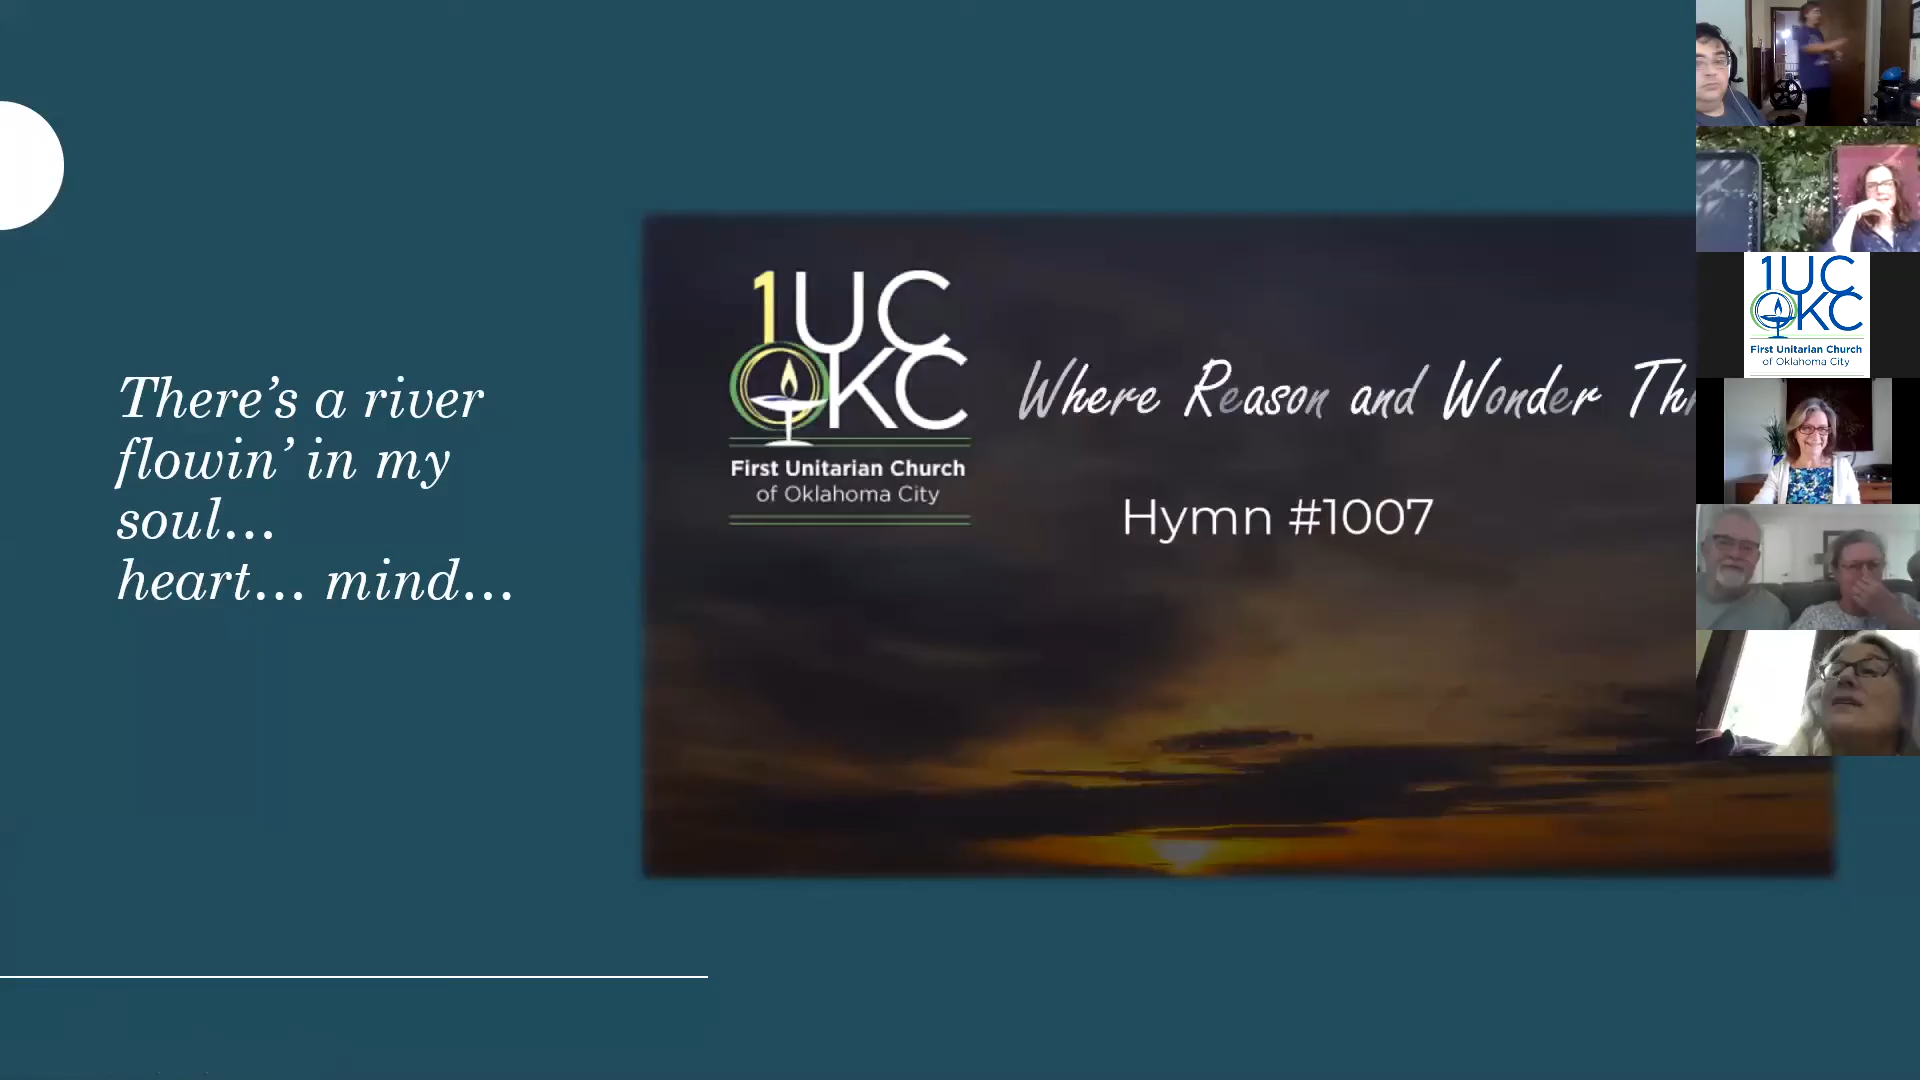 There’s a river
flowin’ in my
soul...
heart... mind...
1UC
OKC
First Unitarian Church
of Oklahoma City
Where Reason and Wonder Th
Hymn #1007
1UC
OKC
First Unitarian Church
of Oklahoma City